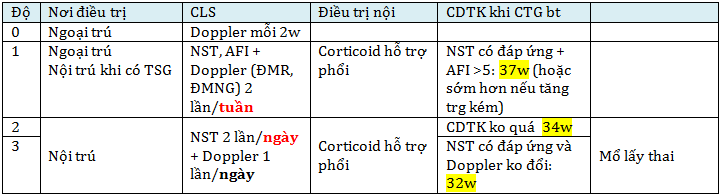 Độ Nơi điều trị CLS Điều trị nội CDTK khi CTG bt
0 Ngoại trú Doppler mỗi 2w
1 Ngoại trú
Nội trú khi có TSG
NST, AFI +
Doppler (ĐMR,
ĐMNG) 2
lần/tuần
Corticoid hỗ trợ
phổi
NST có đáp ứng +
AFI >5: 37w (hoặc
sớm hơn nếu tăng
trg kém)
2
3
Nội trú
NST 2 lần/ngày
+ Doppler 1
lần/ngày
Corticoid hỗ trợ
phổi
CDTK ko quá 34w
NST có đáp ứng và
Doppler ko đổi:
32w
Mổ lấy thai